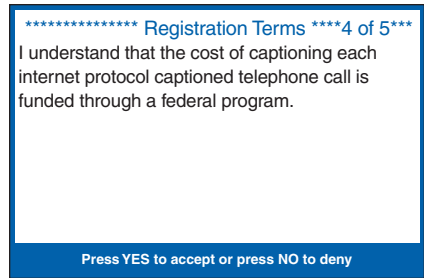 *************** Registration Terms ****4 of 5***
I understand that the cost of captioning each
internet protocol captioned telephone call is
funded through a federal program.
Press YES to accept or press NO to deny